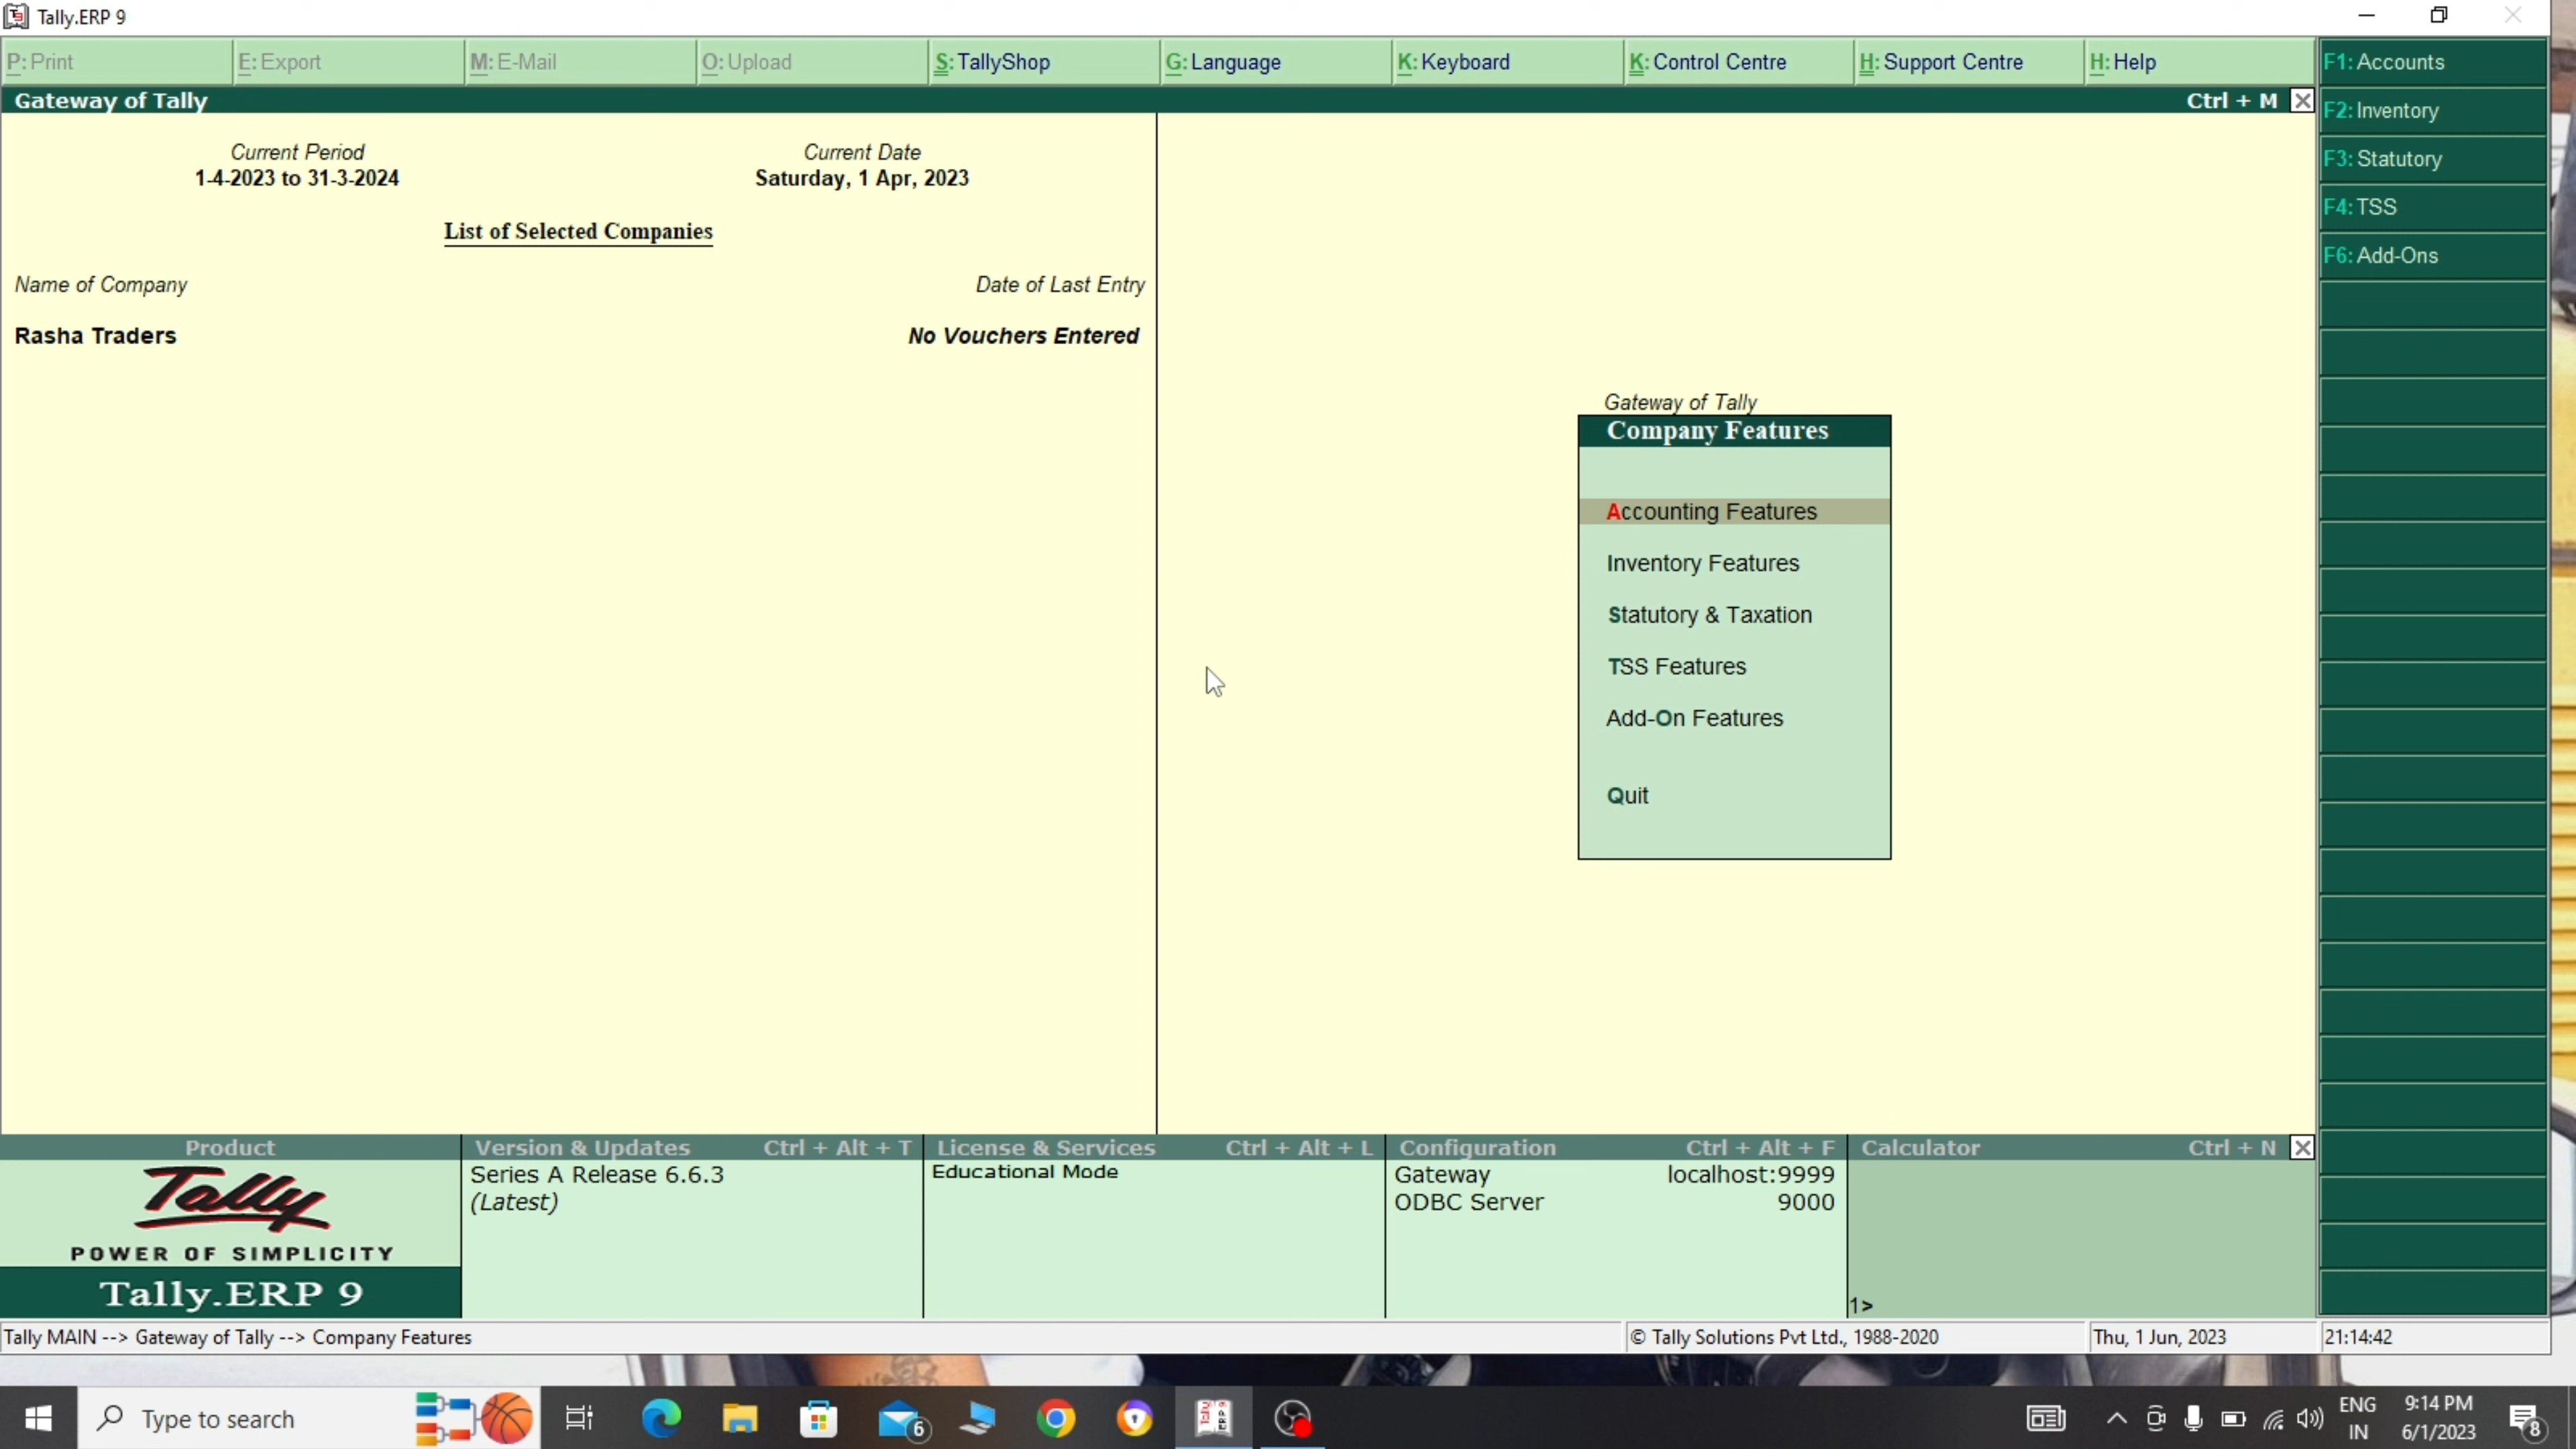 Tally.ERP 9
P: Print E: Export M: E-Mail O: Upload S: TallyShop G: Language K: Keyboard K: Control Centre H: Support Centre H: Help
F1: Accounts
F2: Inventory
F3: Statutory
F4: TSS
F6: Add-Ons
Gateway of Tally Ctrl + M
Current Period Current Date
1-4-2023 to 31-3-2024 Saturday, 1 Apr, 2023
List of Selected Companies
Name of Company Date of Last Entry
Rasha Traders No Vouchers Entered
Gateway of Tally
Company Features
Accounting Features
Inventory Features
Statutory & Taxation
TSS Features
Add-On Features
Quit
Product Version & Updates Ctrl + Alt + T License & Services Ctrl + Alt + L Configuration Ctrl + Alt + F Calculator Ctrl + N
Tally
POWER OF SIMPLICITY
Tally.ERP 9
Series A Release 6.6.3
(Latest)
Educational Mode
Gateway localhost:9999
ODBC Server 9000
1>
Tally MAIN --> Gateway of Tally --> Company Features © Tally Solutions Pvt Ltd., 1988-2020 Thu, 1 Jun, 2023 21:14:42
Type to search
6
Tally ERP 9
ENG
IN
9:14 PM
6/1/2023
8